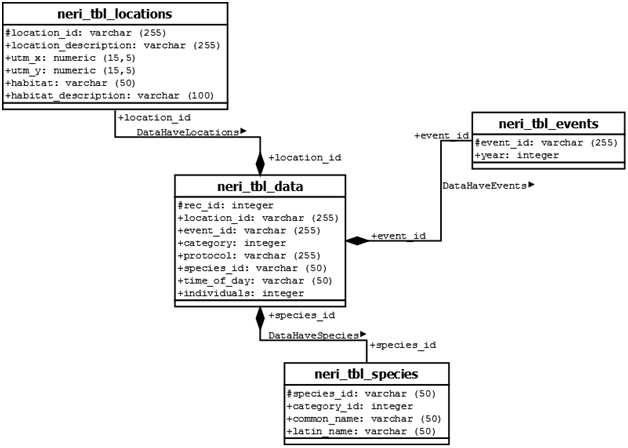 neri_tbl_locations
#location_id: varchar (255)
+location_description: varchar (255)
+utm_x: numeric (15,5)
+utm_y: numeric (15,5)
+habitat: varchar (50)
+habitat_description: varchar (100)
+location_id
DataHaveLocations
+location_id
neri_tbl_events
#event_id: varchar (255)
+year: integer
+event_id
DataHaveEvents
+event_id
neri_tbl_data
#rec_id: integer
+location_id: varchar (255)
+event_id: varchar (255)
+category: integer
+protocol: varchar (255)
+species_id: varchar (50)
+time_of_day: varchar (50)
+individuals: integer
+species_id
DataHaveSpecies
+species_id
neri_tbl_species
#species_id: varchar (50)
+category_id: integer
+common_name: varchar (50)
+latin_name: varchar (50)